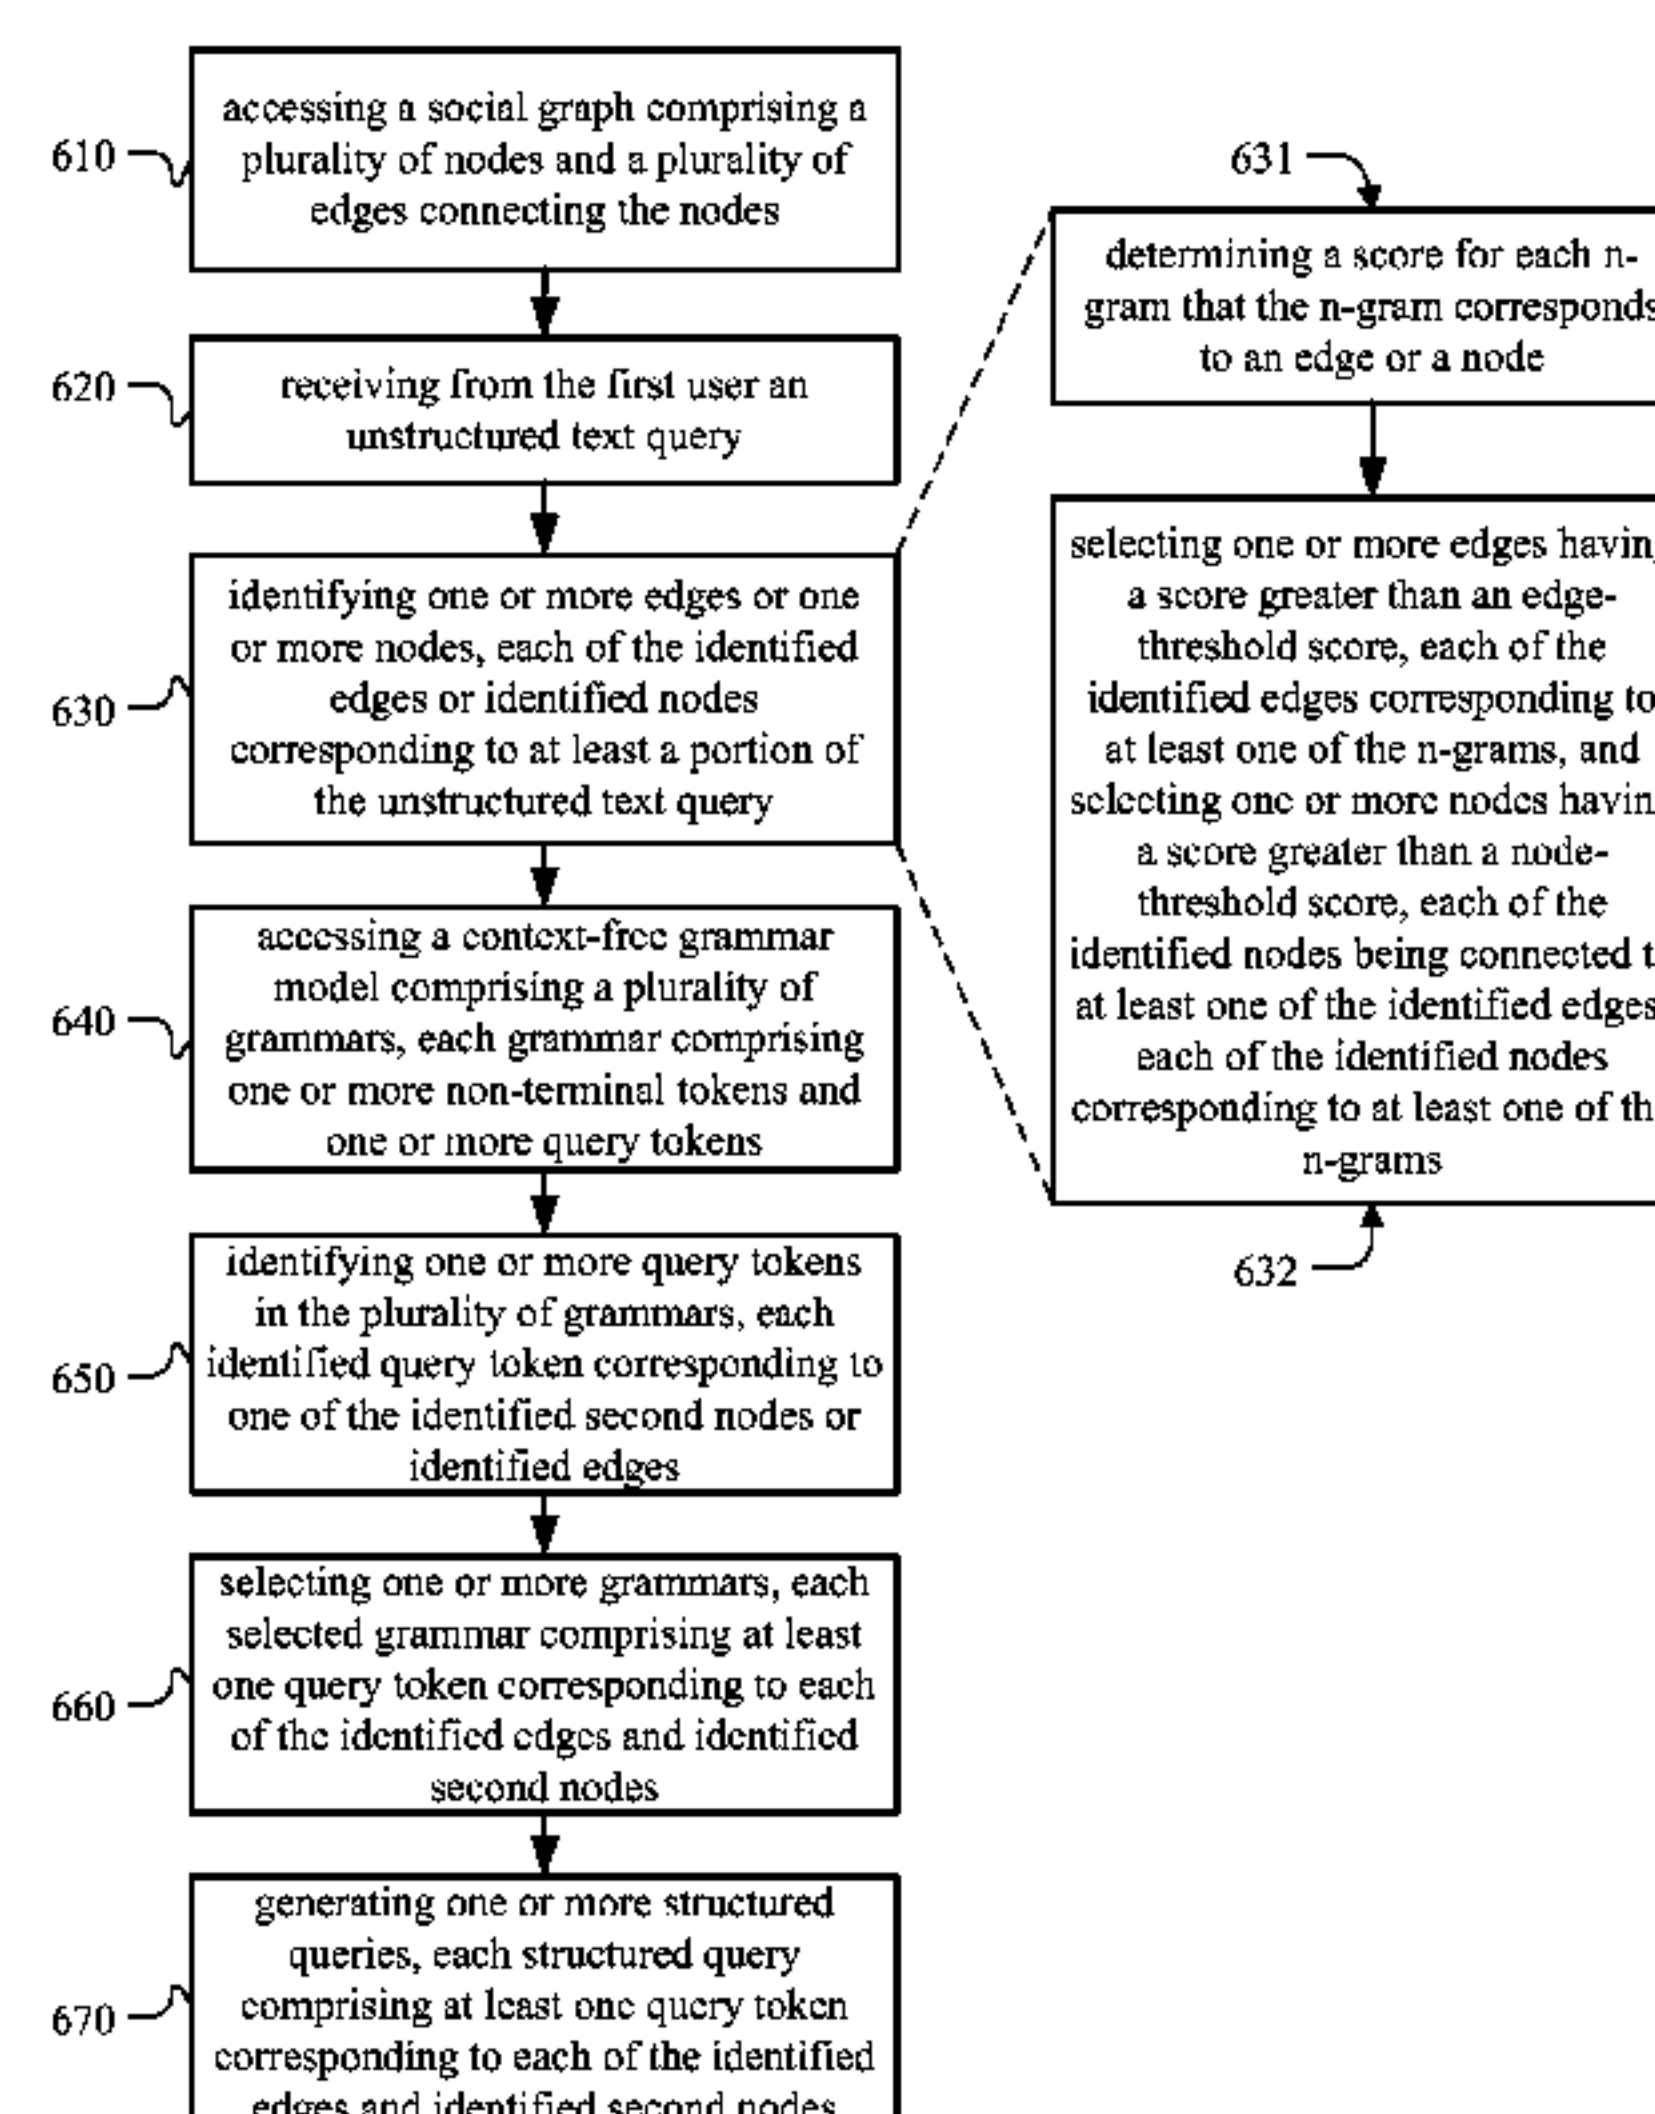 610
accessing a social graph comprising a
plurality of nodes and a plurality of
edges connecting the nodes
620
receiving from the first user an
unstructured text query
630
identifying one or more edges or one
or more nodes, each of the identified
edges or identified nodes
corresponding to at least a portion of
the unstructured text query
640
accessing a context-free grammar
model comprising a plurality of
grammars, each grammar comprising
one or more non-terminal tokens and
one or more query tokens
650
identifying one or more query tokens
in the plurality of grammars, each
identified query token corresponding to
one of the identified second nodes or
identified edges
660
selecting one or more grammars, each
selected grammar comprising at least
one query token corresponding to each
of the identified edges and identified
second nodes
670
generating one or more structured
queries, each structured query
comprising at least one query token
corresponding to each of the identified
edges and identified second nodes
631
determining a score for each n-
gram that the n-gram corresponds
to an edge or a node
selecting one or more edges
a score greater than an edge-
threshold score, each of the
identified edges corresponding to
at least one of the n-grams, and
selecting one or more nodes
a score greater than a node-
threshold score, each of the
identified nodes being connected
at least one of the identified edges
each of the identified nodes
corresponding to at least one of
n-grams
632